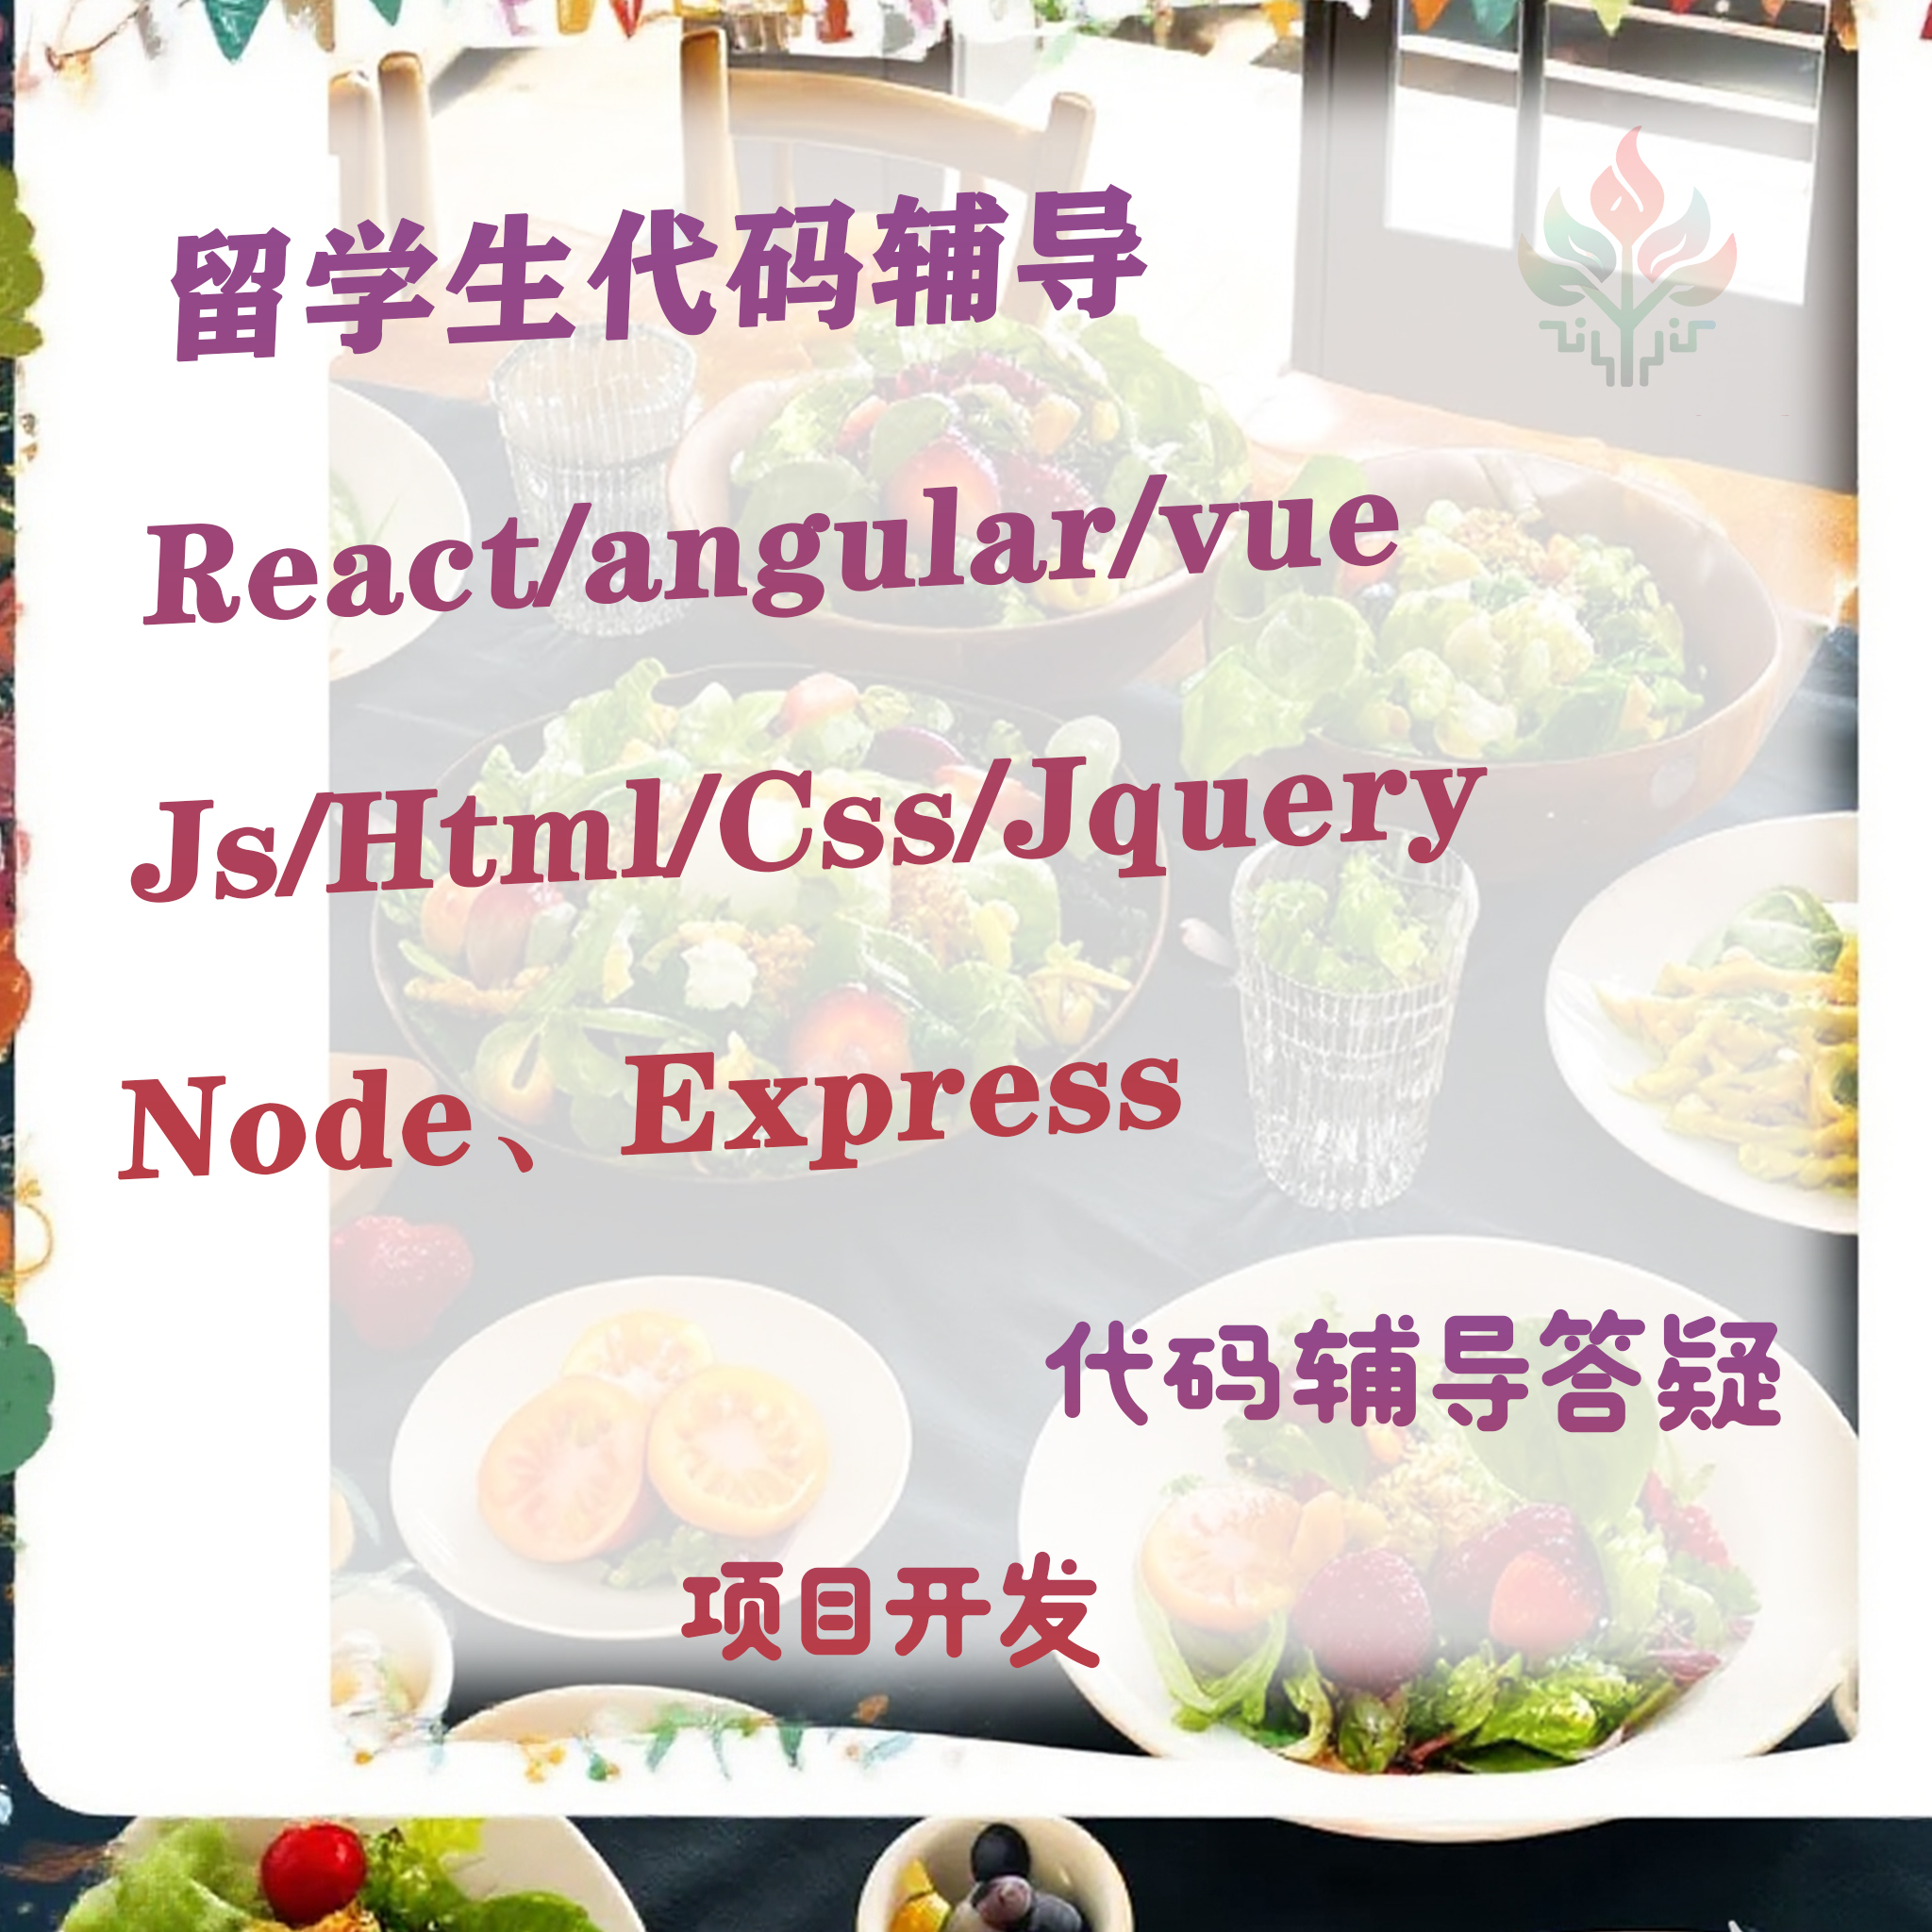 留学生代码辅导
React/angular/vue
Js/Html/Css/Jquery
Node、Express
代码辅导答疑
项目开发